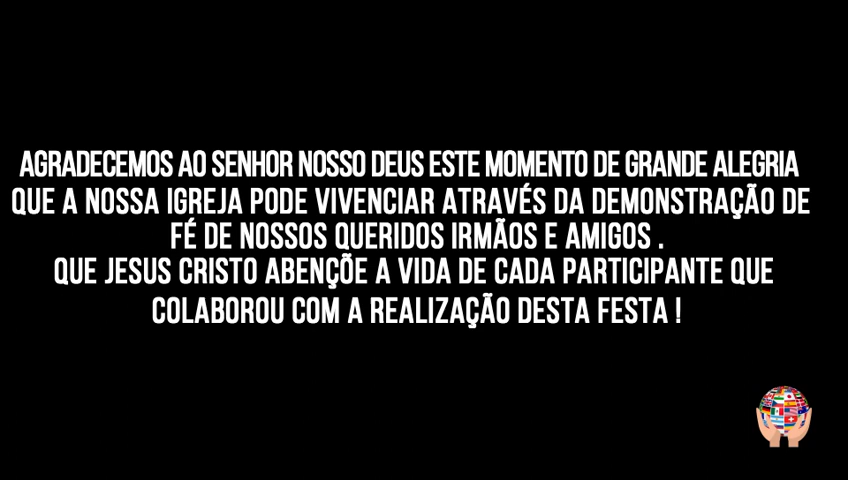 AGRADECEMOS AO SENHOR NOSSO DEUS ESTE MOMENTO DE GRANDE ALEGRIA
QUE A NOSSA IGREJA PODE VIVENCIAR ATRAVÉS DA DEMONSTRAÇÃO DE
FÉ DE NOSSOS QUERIDOS IRMÃOS E AMIGOS .
QUE JESUS CRISTO ABENÇÕE A VIDA DE CADA PARTICIPANTE QUE
COLABOROU COM A REALIZAÇÃO DESTA FESTA !